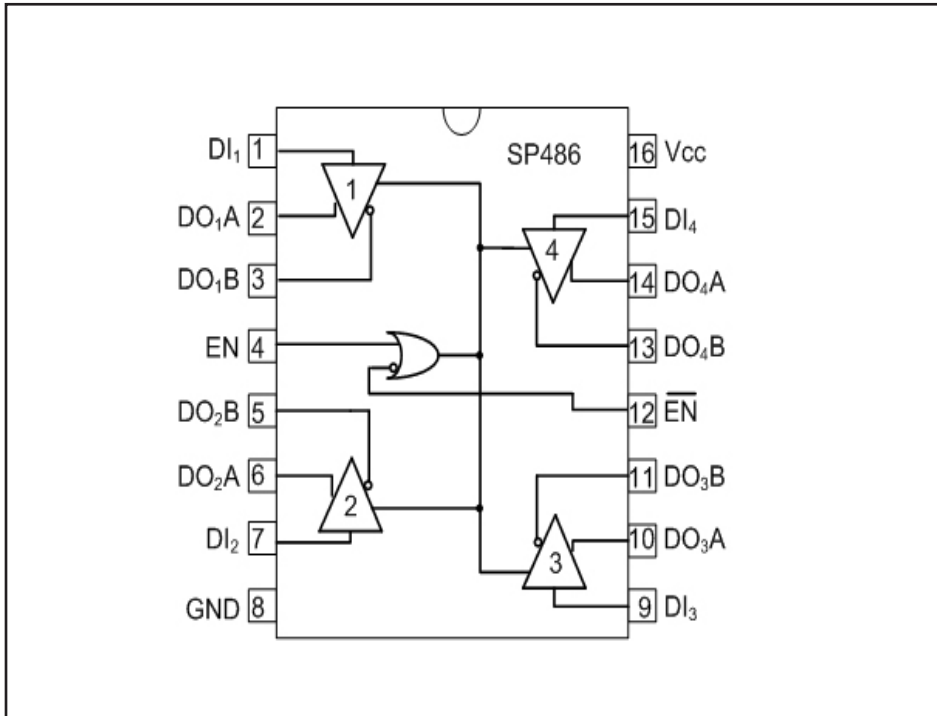 SP486
DI₁ 1
DO₁A 2
DO₁B 3
EN 4
DO₂B 5
DO₂A 6
DI₂ 7
GND 8
16 Vcc
15 DI₄
14 DO₄A
13 DO₄B
12 E̅N̅
11 DO₃B
10 DO₃A
9 DI₃
1
4
2
3